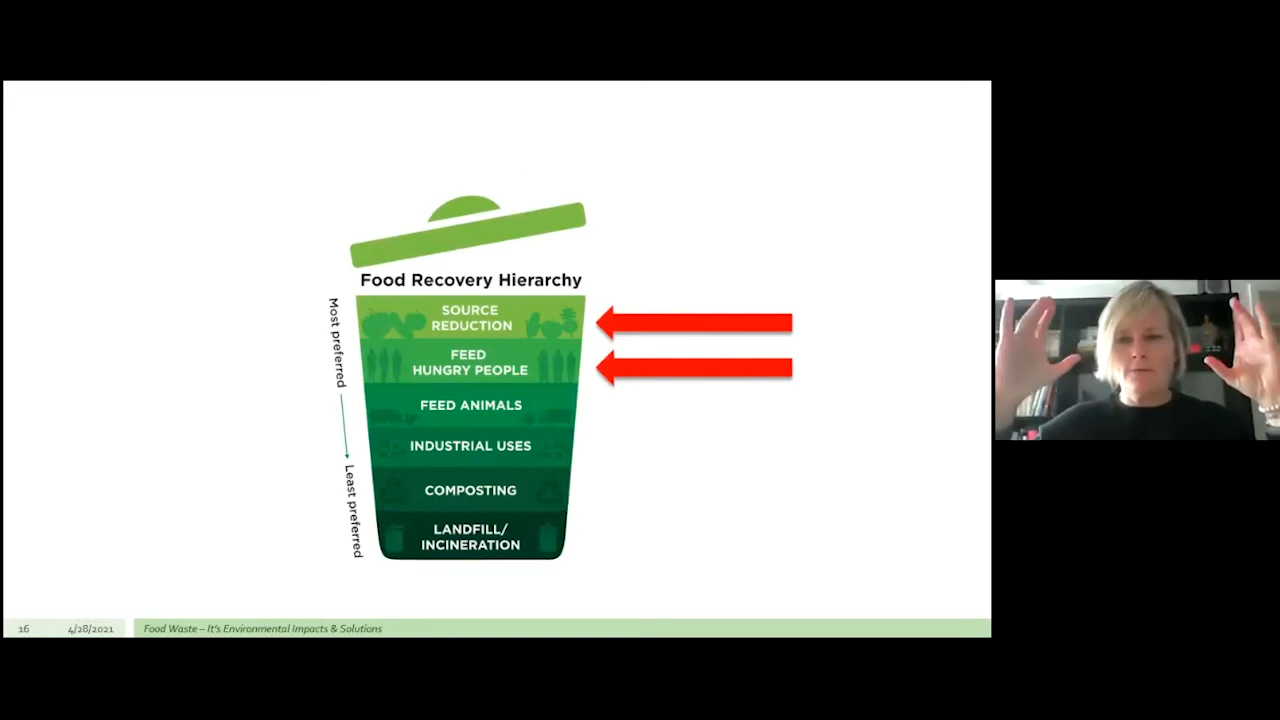 Food Recovery Hierarchy
Most preferred
Least preferred
SOURCE
REDUCTION
FEED
HUNGRY PEOPLE
FEED ANIMALS
INDUSTRIAL USES
COMPOSTING
LANDFILL/
INCINERATION
16
4/28/2021
Food Waste – It's Environmental Impacts & Solutions